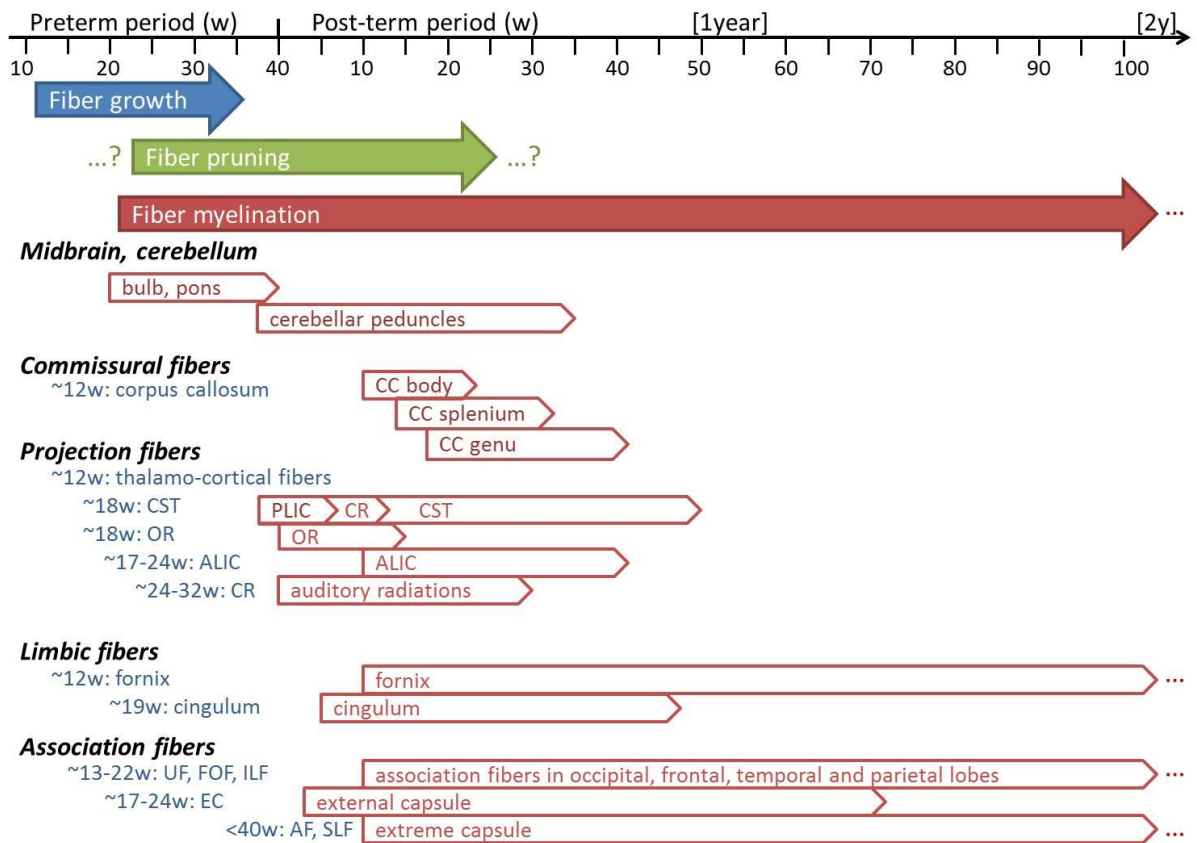 Preterm period (w) Post-term period (w) [1year] [2y]
10 20 30 40 10 20 30 40 50 60 70 80 90 100
Fiber growth
...? Fiber pruning ...?
Fiber myelination ...
Midbrain, cerebellum
bulb, pons
cerebellar peduncles
Commissural fibers
~12w: corpus callosum CC body
CC splenium
CC genu
Projection fibers
~12w: thalamo-cortical fibers
~18w: CST PLIC CR CST
~18w: OR OR
~17-24w: ALIC ALIC
~24-32w: CR auditory radiations
Limbic fibers
~12w: fornix fornix ...
~19w: cingulum cingulum
Association fibers
~13-22w: UF, FOF, ILF association fibers in occipital, frontal, temporal and parietal lobes ...
~17-24w: EC external capsule
<40w: AF, SLF extreme capsule ...